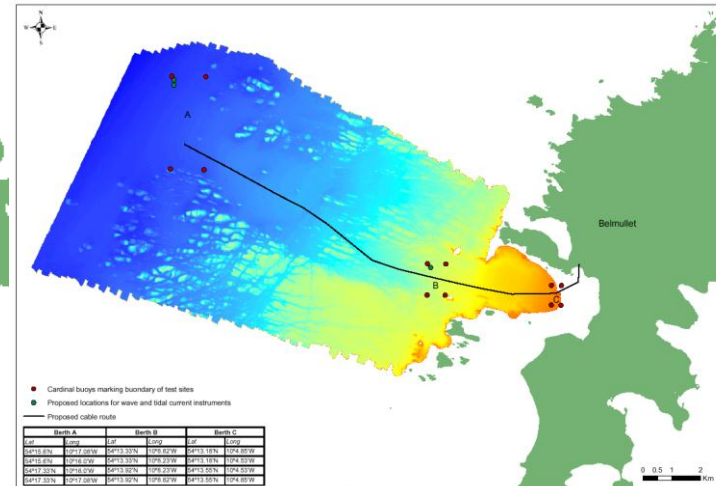 N
W E
S
A
Belmullet
B
C
Cardinal buoys marking buondary of test sites
Proposed locations for wave and tidal current instruments
Proposed cable route
Berth A Berth B Berth C
Lat Long Lat Long Lat Long
54°15.6'N 10°17.08'W 54°13.33'N 10°8.62'W 54°13.18'N 10°4.85'W
54°15.6'N 10°16.0'W 54°13.33'N 10°8.23'W 54°13.18'N 10°4.53'W
54°17.33'N 10°16.0'W 54°13.92'N 10°8.23'W 54°13.55'N 10°4.53'W
54°17.33'N 10°17.08'W 54°13.92'N 10°8.62'W 54°13.55'N 10°4.85'W
0 0.5 1 2
Km